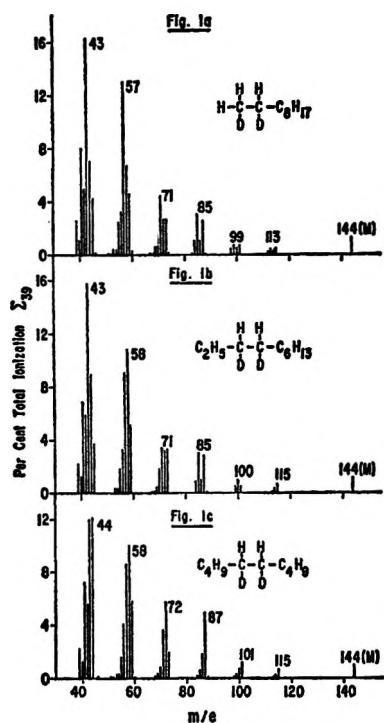 Fig. 1a
43
57
71
85
99
113
144(M)
H H
H-C-C-C₈H₁₇
D D
16
12
8
4
0
Fig. 1b
43
58
71
85
100
115
144(M)
H H
C₂H₅-C-C-C₆H₁₃
D D
16
12
8
4
0
Per Cent Total Ionization Σ₃₉
Fig. 1c
44
58
72
87
101
115
144(M)
H H
C₄H₉-C-C-C₄H₉
D D
12
8
4
0
40 60 80 100 120 140
m/e